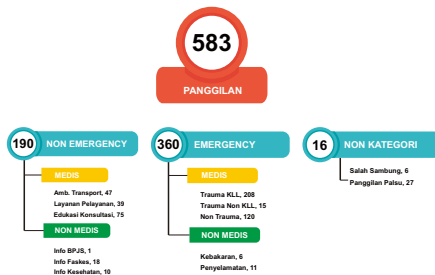 583
PANGGILAN
190 NON EMERGENCY
MEDIS
Amb. Transport, 47
Layanan Pelayanan, 39
Edukasi Konsultasi, 75
NON MEDIS
Info BPJS, 1
Info Faskes, 18
Info Kesehatan, 10
360 EMERGENCY
MEDIS
Trauma KLL, 208
Trauma Non KLL, 15
Non Trauma, 120
NON MEDIS
Kebakaran, 6
Penyelamatan, 11
16 NON KATEGORI
Salah Sambung, 6
Panggilan Palsu, 27